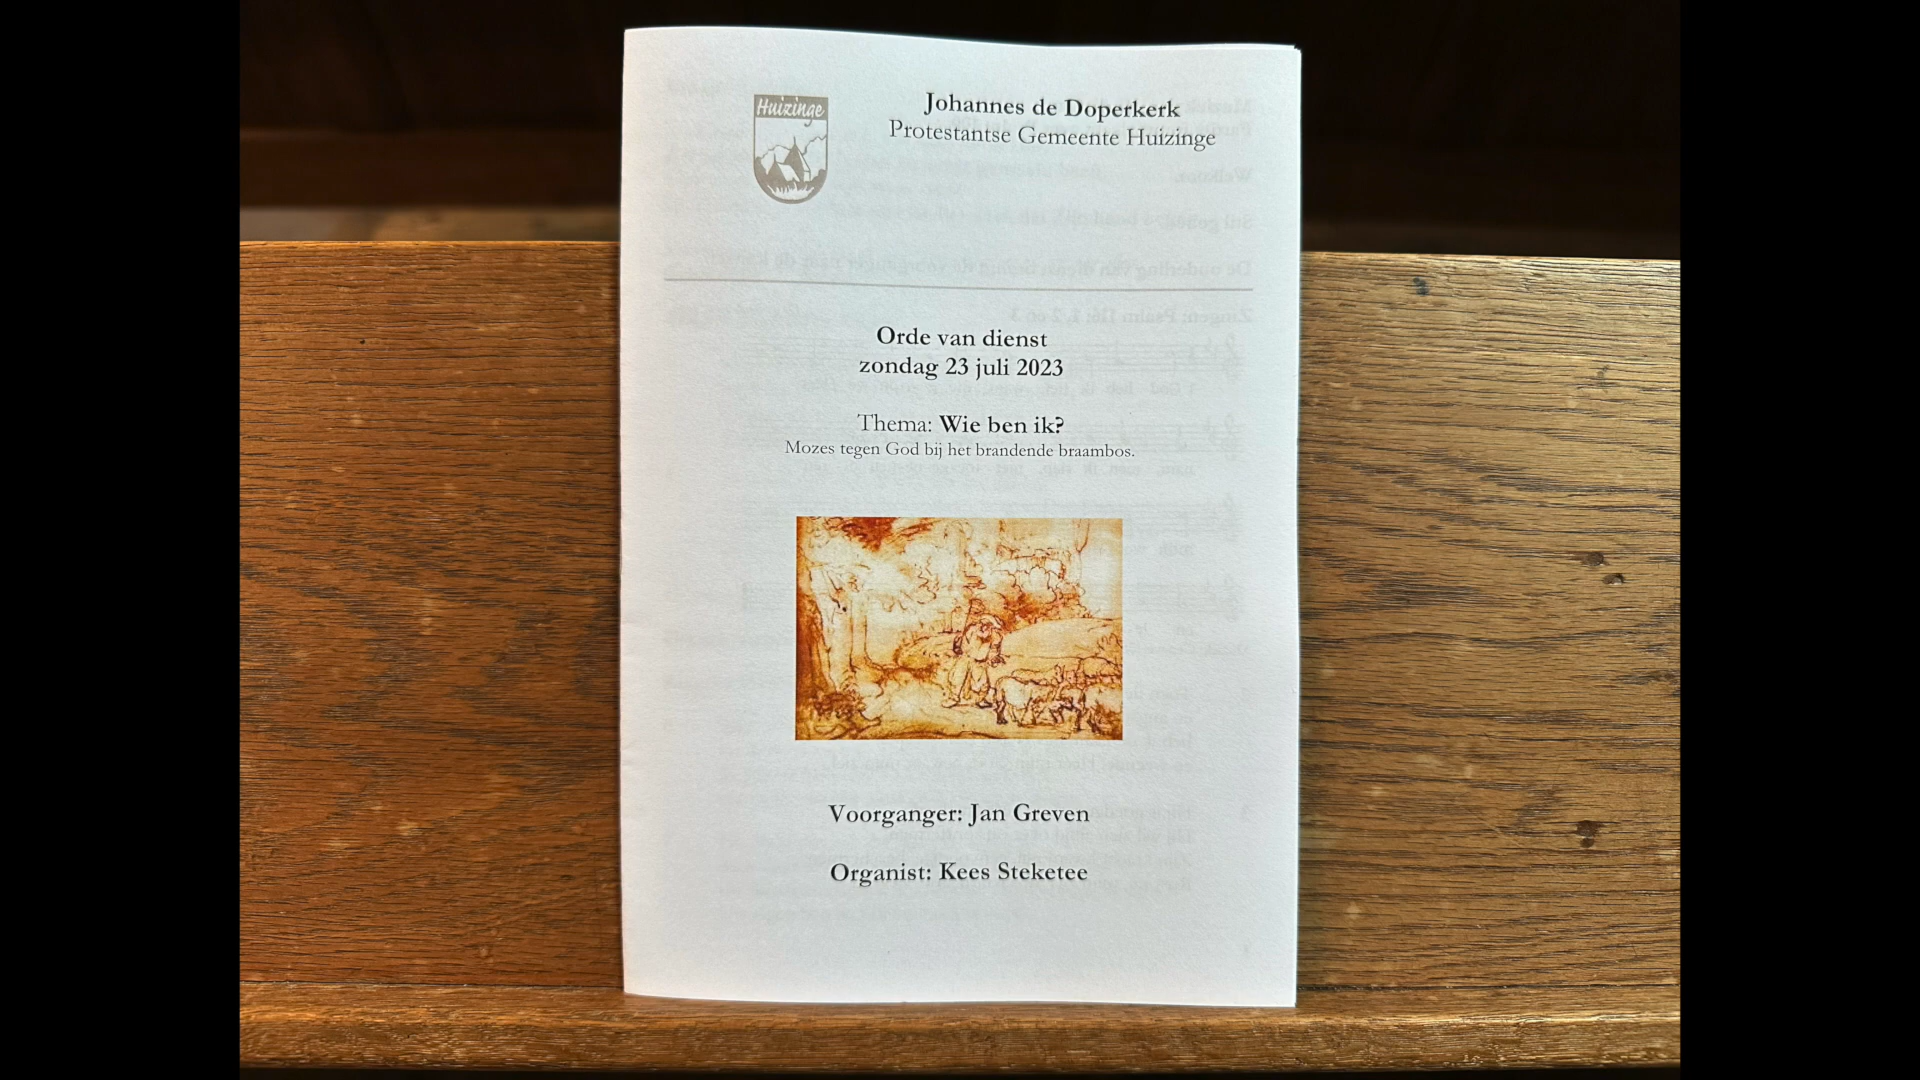 Huizinge
Johannes de Doperkerk
Protestantse Gemeente Huizinge
Orde van dienst
zondag 23 juli 2023
Thema: Wie ben ik?
Mozes tegen God bij het brandende braambos.
Voorganger: Jan Greven
Organist: Kees Steketee